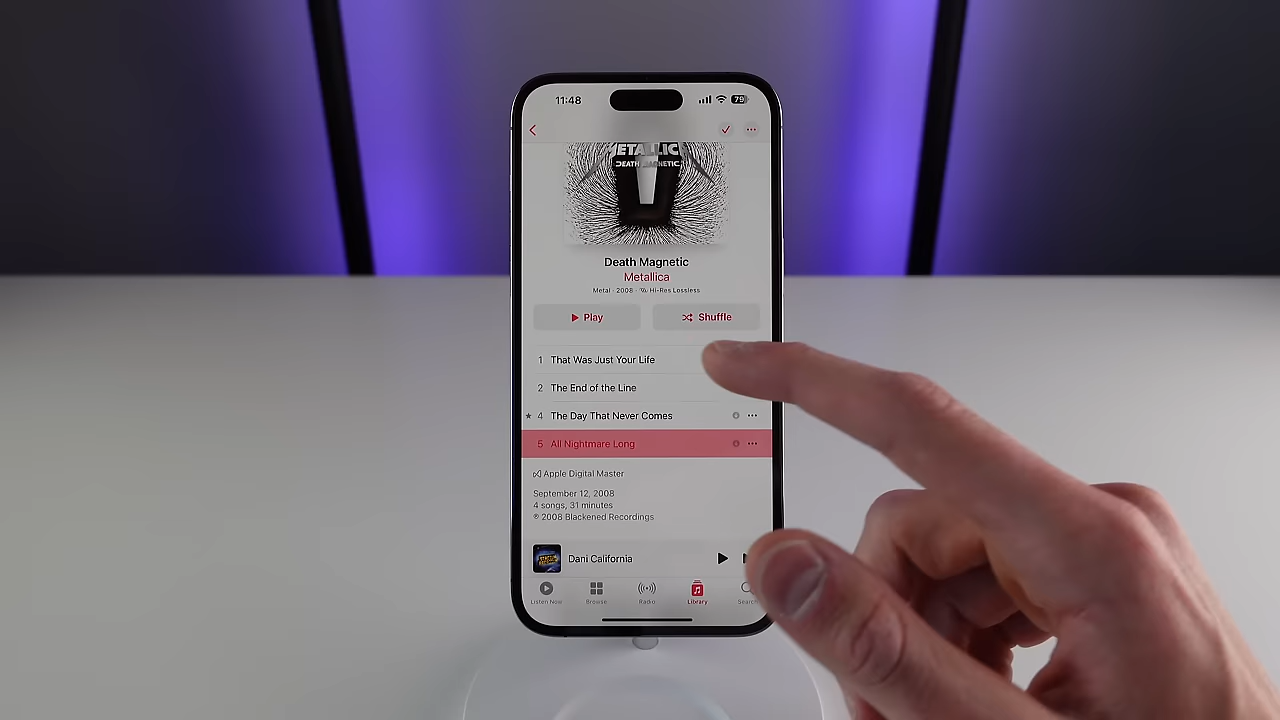 11:48
79
METALLIC
DEATH MAGNETIC
Death Magnetic
Metallica
Metal · 2008 · Hi-Res Lossless
Play
Shuffle
1 That Was Just Your Life
2 The End of the Line
★ 4 The Day That Never Comes
5 All Nightmare Long
Apple Digital Master
September 12, 2008
4 songs, 31 minutes
℗ 2008 Blackened Recordings
Dani California
Listen Now
Browse
Radio
Library
Search